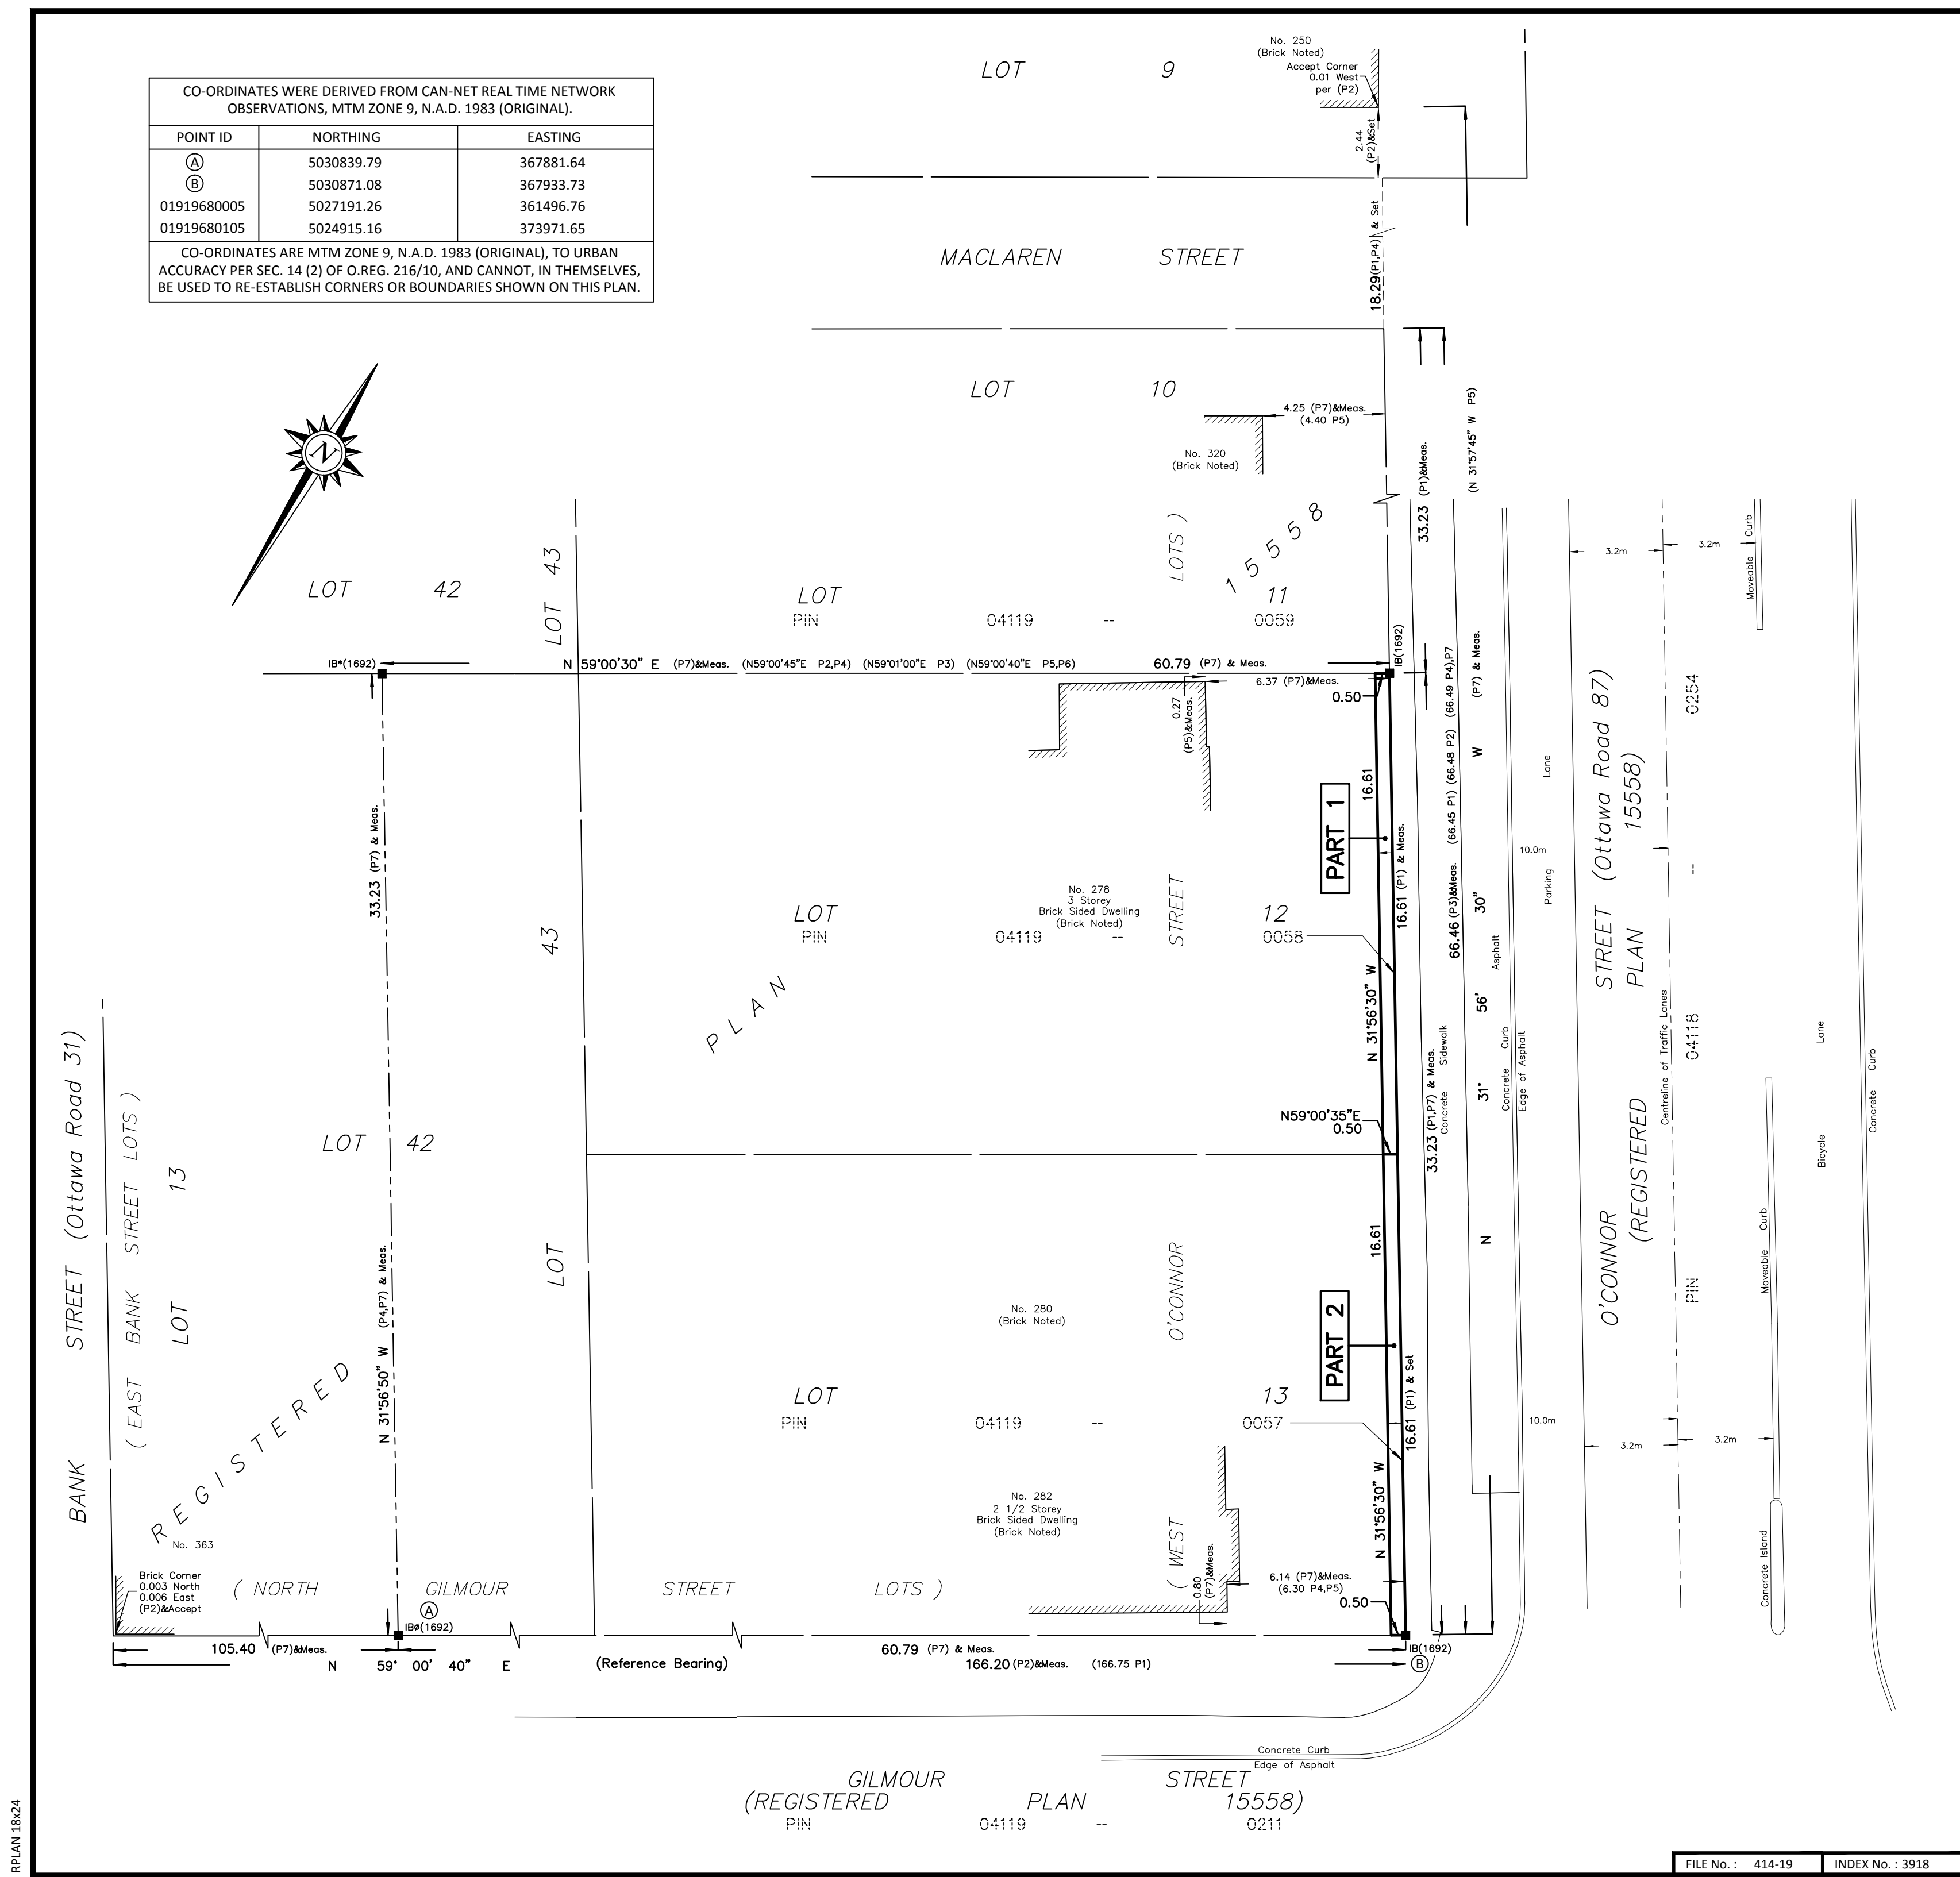 CO-ORDINATES WERE DERIVED FROM CAN-NET REAL TIME NETWORK
OBSERVATIONS, MTM ZONE 9, N.A.D. 1983 (ORIGINAL).
POINT ID NORTHING EASTING
A 5030839.79 367881.64
B 5030871.08 367933.73
01919680005 5027191.26 361496.76
01919680105 5024915.16 373971.65
CO-ORDINATES ARE MTM ZONE 9, N.A.D. 1983 (ORIGINAL), TO URBAN
ACCURACY PER SEC. 14 (2) OF O.REG. 216/10, AND CANNOT, IN THEMSELVES,
BE USED TO RE-ESTABLISH CORNERS OR BOUNDARIES SHOWN ON THIS PLAN.
No. 250
(Brick Noted)
LOT 9
Accept Corner
0.01 West
per (P2)
2.44
(P2)&Set
18.29(P1,P4) & Set
MACLAREN STREET
LOT 10
4.25 (P7)&Meas.
(4.40 P5)
No. 320
(Brick Noted)
33.23 (P1)&Meas.
(N 31°57'45" W P5)
N
LOT 42
LOT 43
LOTS )
15558
LOT 11
PIN 04119 -- 0059
3.2m
3.2m
Moveable Curb
IB*(1692)
N 59°00'30" E (P7)&Meas. (N59°00'45"E P2,P4) (N59°01'00"E P3) (N59°00'40"E P5,P6) 60.79 (P7) & Meas.
IB(1692)
6.37 (P7)&Meas.
0.50
0.27
(P5)&Meas.
16.61
PART 1
16.61 (P1) & Meas.
33.23 (P7) & Meas.
66.46 (P3)&Meas. (66.45 P1) (66.48 P2) (66.49 P4),P7
N 31° 56' 30" W (P7) & Meas.
Parking Lane
10.0m
STREET (Ottawa Road 87)
PLAN 15558)
O'CONNOR
(REGISTERED
PIN 04118 -- 0254
No. 278
3 Storey
Brick Sided Dwelling
(Brick Noted)
STREET
LOT 12
PIN 04119 -- 0058
43
PLAN
N 31°56'30" W
Asphalt
Concrete Curb
Edge of Asphalt
Concrete Sidewalk
33.23 (P1,P7) & Meas.
Centreline of Traffic Lanes
Bicycle Lane
Concrete Curb
N59°00'35"E
0.50
BANK STREET (Ottawa Road 31)
( EAST BANK STREET LOTS )
LOT 13
LOT 42
LOT
N 31°56'50" W (P4,P7) & Meas.
REGISTERED
16.61
PART 2
16.61 (P1) & Set
O'CONNOR
No. 280
(Brick Noted)
LOT 13
PIN 04119 -- 0057
Moveable Curb
10.0m
3.2m
3.2m
N 31°56'30" W
No. 282
2 1/2 Storey
Brick Sided Dwelling
(Brick Noted)
( WEST
0.80
(P7)&Meas.
6.14 (P7)&Meas.
(6.30 P4,P5)
0.50
Concrete Island
No. 363
Brick Corner
0.003 North
0.006 East
(P2)&Accept
( NORTH GILMOUR STREET LOTS )
A
IBø(1692)
105.40 (P7)&Meas.
60.79 (P7) & Meas.
IB(1692)
N 59° 00' 40" E (Reference Bearing) 166.20 (P2)&Meas. (166.75 P1)
B
Concrete Curb
Edge of Asphalt
GILMOUR STREET
(REGISTERED PLAN 15558)
PIN 04119 -- 0211
RPLAN 18x24
FILE No. : 414-19 INDEX No. : 3918